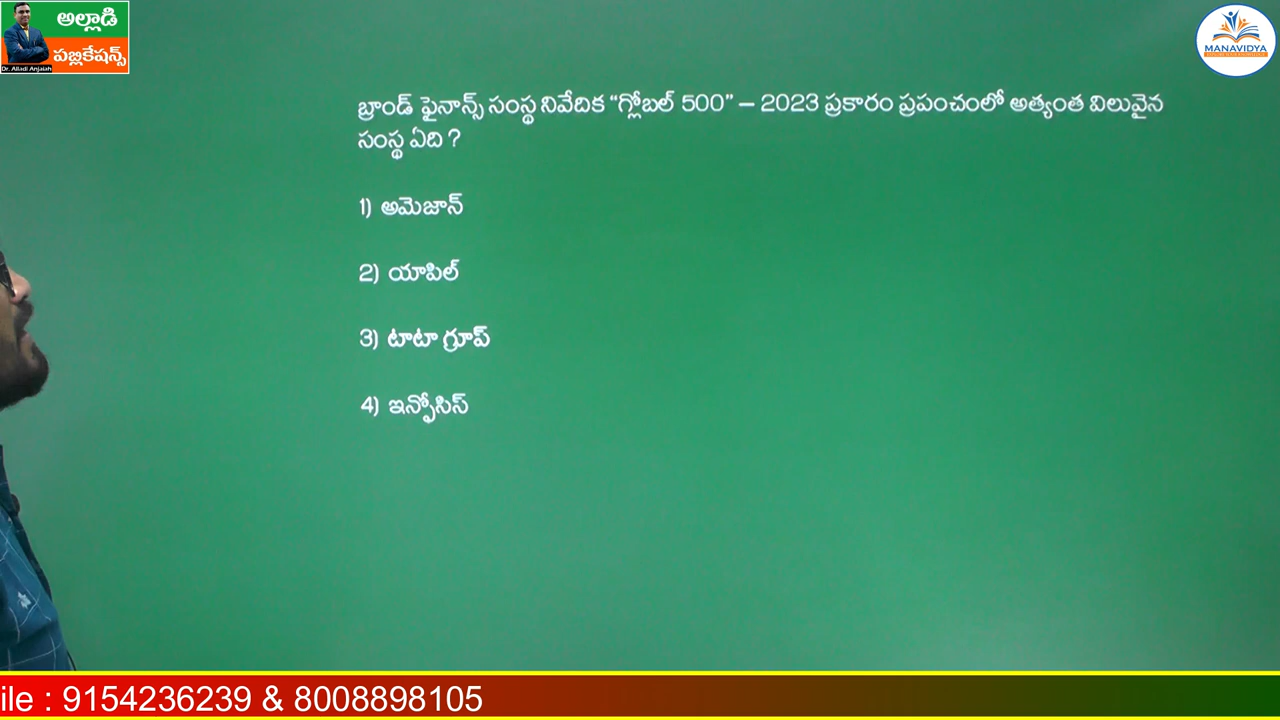 అల్లాడి
పబ్లికేషన్స్
Dr. Alladi Anjaiah
MANAVIDYA
బ్రాండ్ ఫైనాన్స్ సంస్థ నివేదిక “గ్లోబల్ 500” – 2023 ప్రకారం ప్రపంచంలో అత్యంత విలువైన
సంస్థ ఏది ?
1) అమెజాన్
2) యాపిల్
3) టాటా గ్రూప్
4) ఇన్ఫోసిస్
ile : 9154236239 & 8008898105